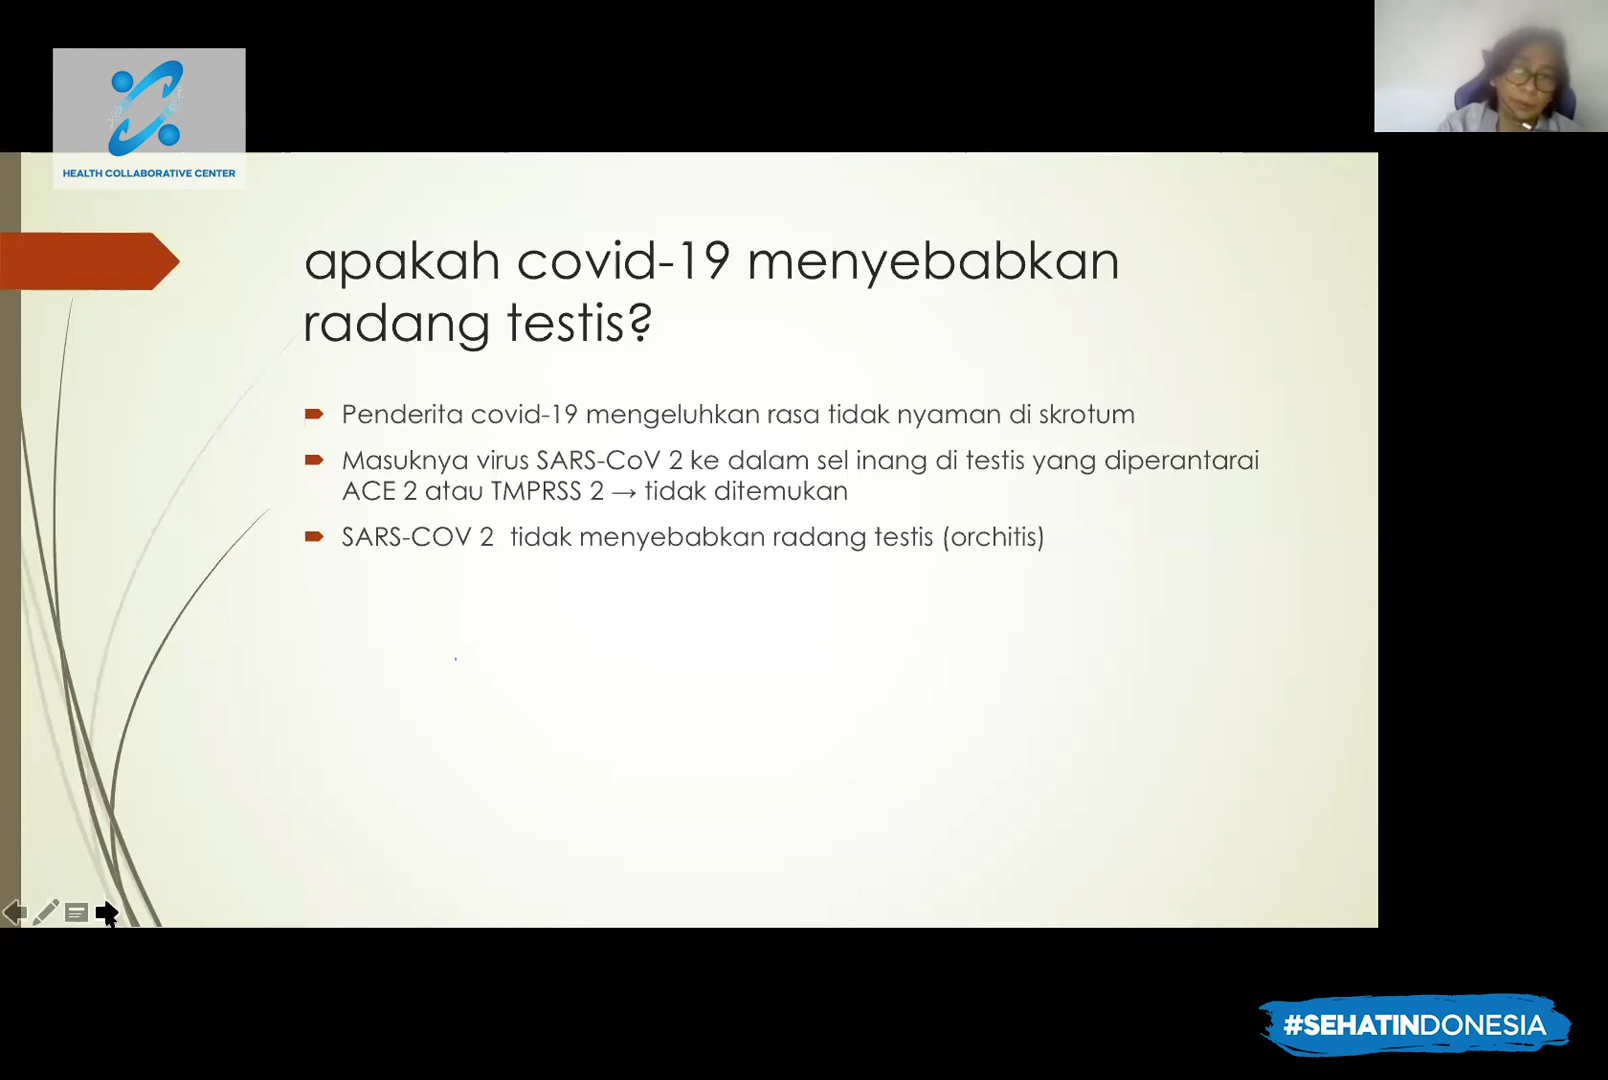 HEALTH COLLABORATIVE CENTER
apakah covid-19 menyebabkan
radang testis?
Penderita covid-19 mengeluhkan rasa tidak nyaman di skrotum
Masuknya virus SARS-CoV 2 ke dalam sel inang di testis yang diperantarai
ACE 2 atau TMPRSS 2 → tidak ditemukan
SARS-COV 2  tidak menyebabkan radang testis (orchitis)
#SEHATINDONESIA